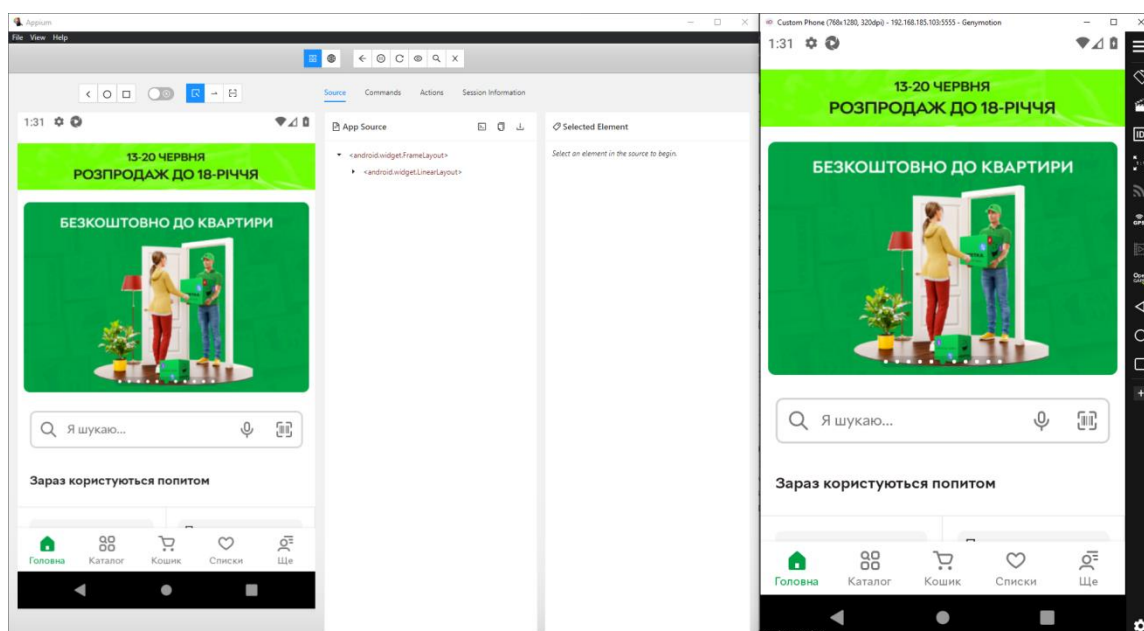 Appium
File View Help
Source Commands Actions Session Information
1:31
13-20 ЧЕРВНЯ
РОЗПРОДАЖ ДО 18-РІЧЧЯ
БЕЗКОШТОВНО ДО КВАРТИРИ
Я шукаю...
Зараз користуються попитом
Головна Каталог Кошик Списки Ще
App Source
<android.widget.FrameLayout>
<android.widget.LinearLayout>
Selected Element
Select an element in the source to begin.
Custom Phone (768x1280, 320dpi) - 192.168.185.103:5555 - Genymotion
1:31
13-20 ЧЕРВНЯ
РОЗПРОДАЖ ДО 18-РІЧЧЯ
БЕЗКОШТОВНО ДО КВАРТИРИ
Я шукаю...
Зараз користуються попитом
Головна Каталог Кошик Списки Ще
ID
GPS